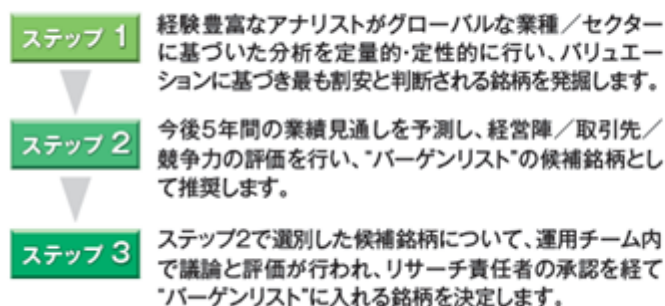 ステップ 1
経験豊富なアナリストがグローバルな業種／セクター
に基づいた分析を定量的・定性的に行い、バリュエー
ションに基づき最も割安と判断される銘柄を発掘します。
ステップ 2
今後5年間の業績見通しを予測し、経営陣／取引先／
競争力の評価を行い、"バーゲンリスト"の候補銘柄とし
て推奨します。
ステップ 3
ステップ2で選別した候補銘柄について、運用チーム内
で議論と評価が行われ、リサーチ責任者の承認を経て
"バーゲンリスト"に入れる銘柄を決定します。